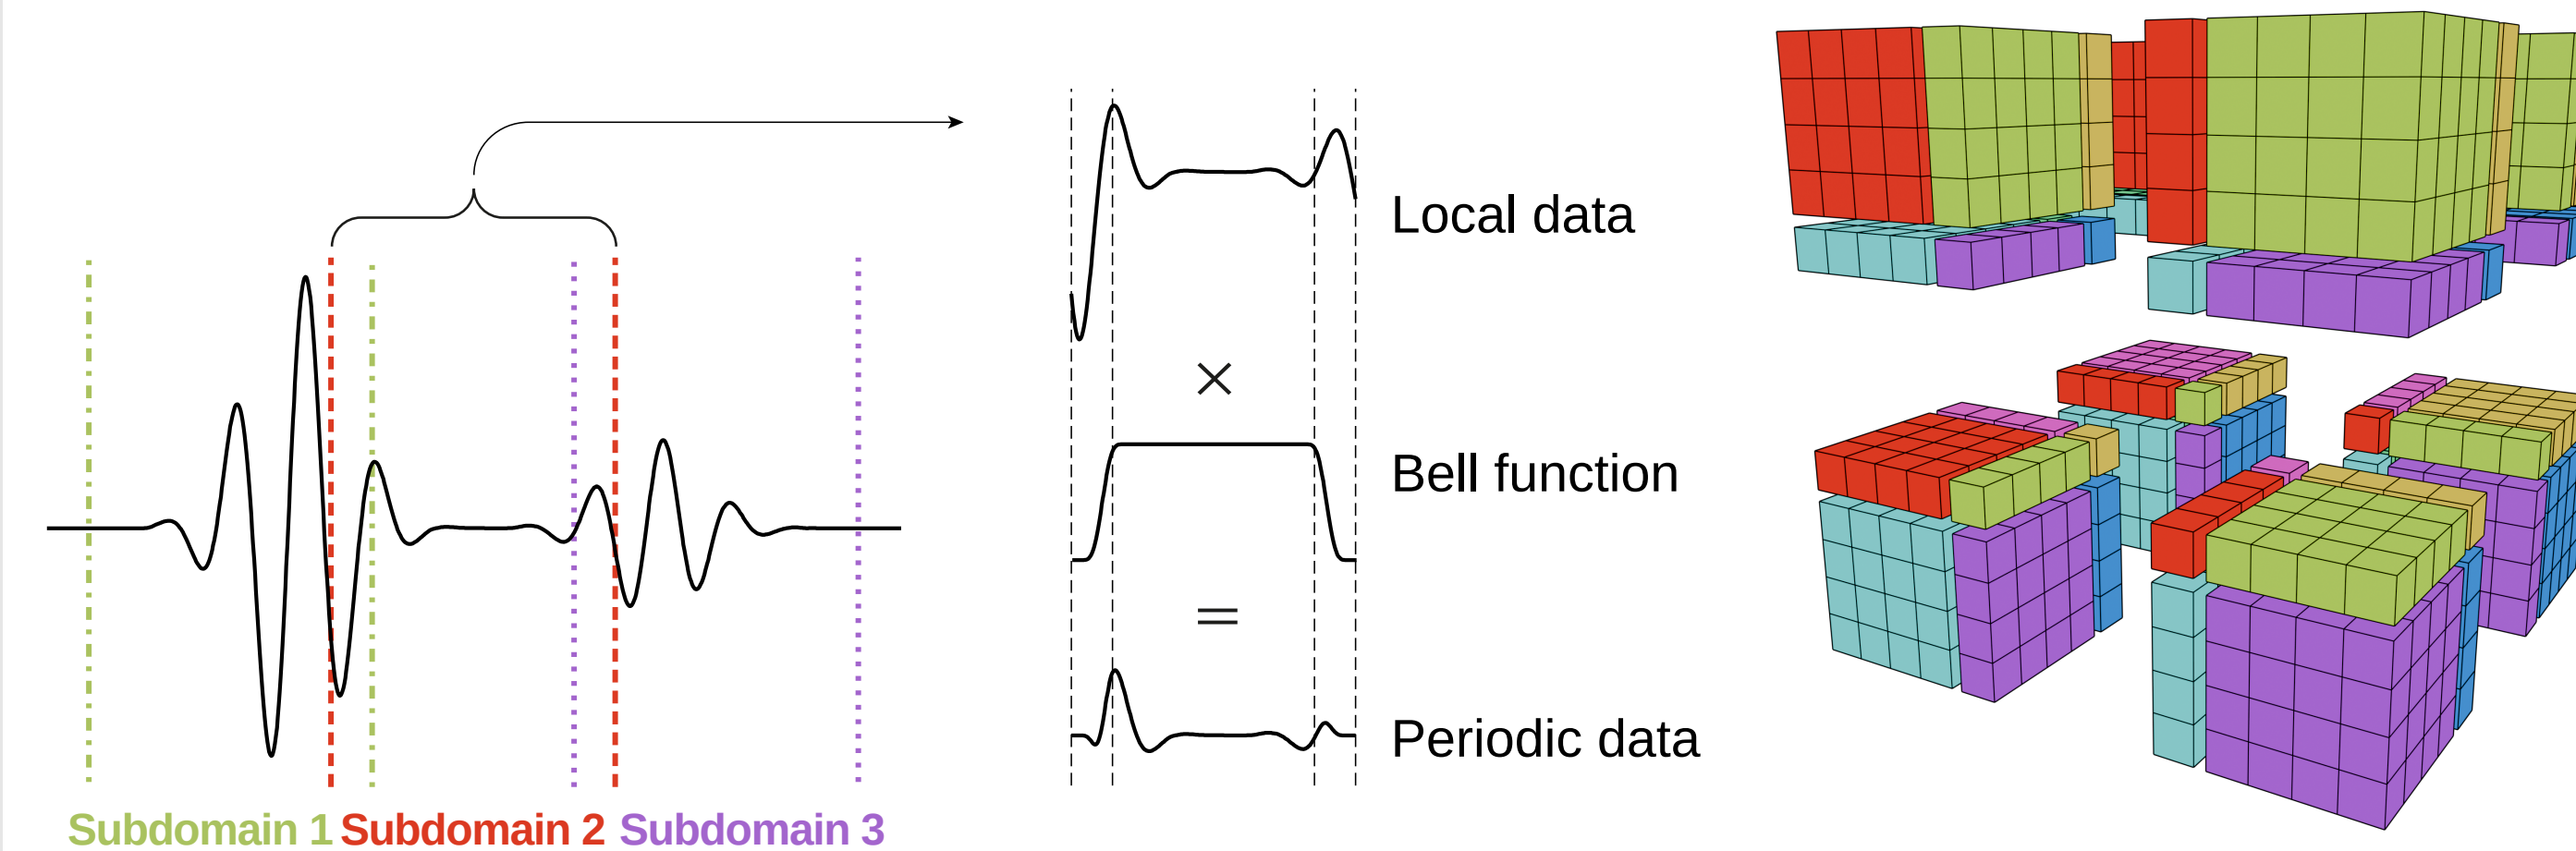 Local data
×
Bell function
=
Periodic data
Subdomain 1 Subdomain 2 Subdomain 3